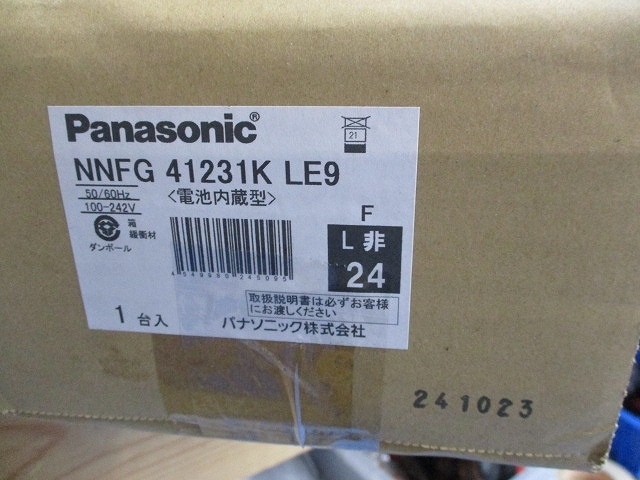 Panasonic®
21
NNFG 41231K LE9
50/60Hz
100-242V
〈電池内蔵型〉
箱
緩衝材
ダンボール
F
L 非
24
4549980245095
取扱説明書は必ずお客様
にお渡しください
1 台入
パナソニック株式会社
241023